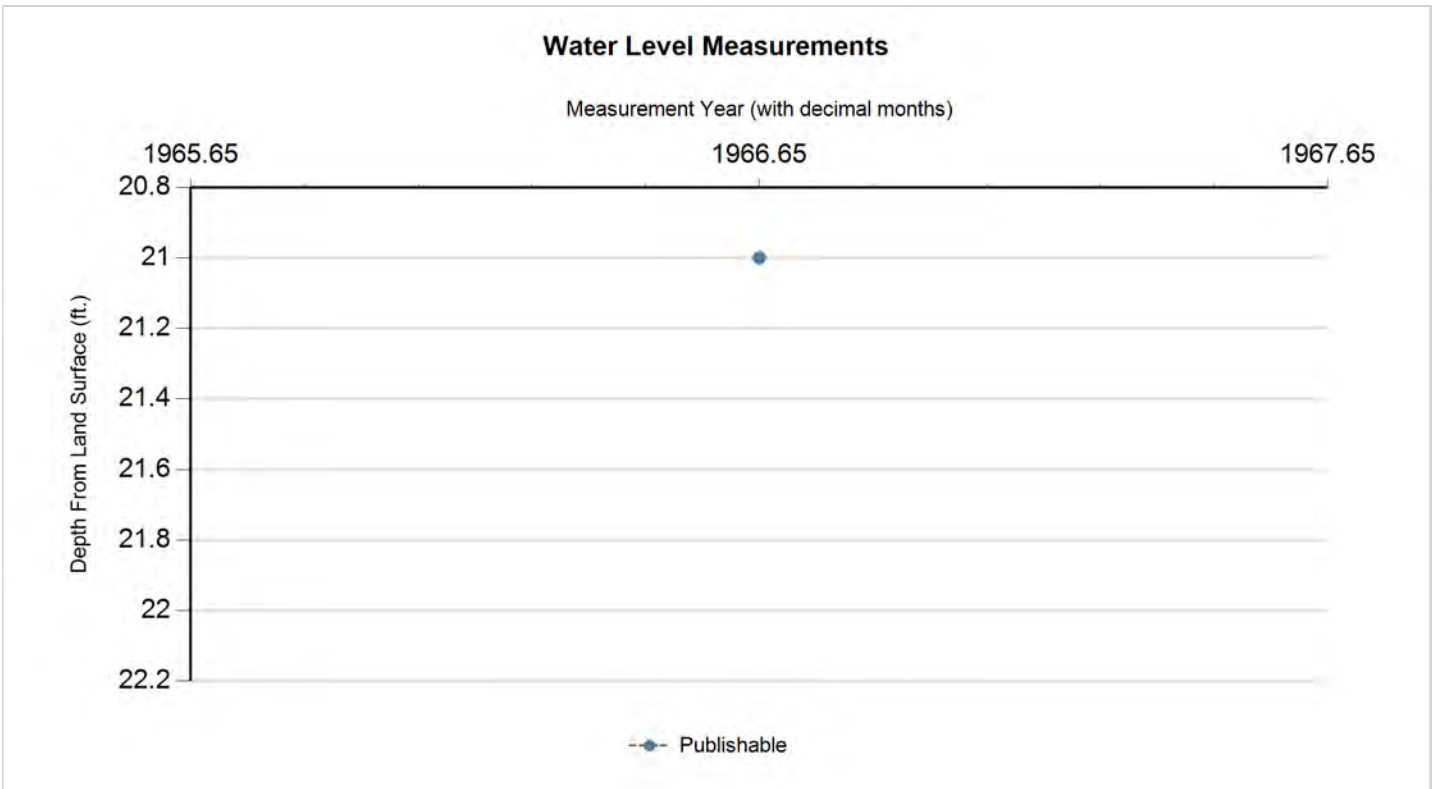 Water Level Measurements
Measurement Year (with decimal months)
1965.65 1966.65 1967.65
20.8
21
21.2
21.4
21.6
21.8
22
22.2
Depth From Land Surface (ft.)
Publishable